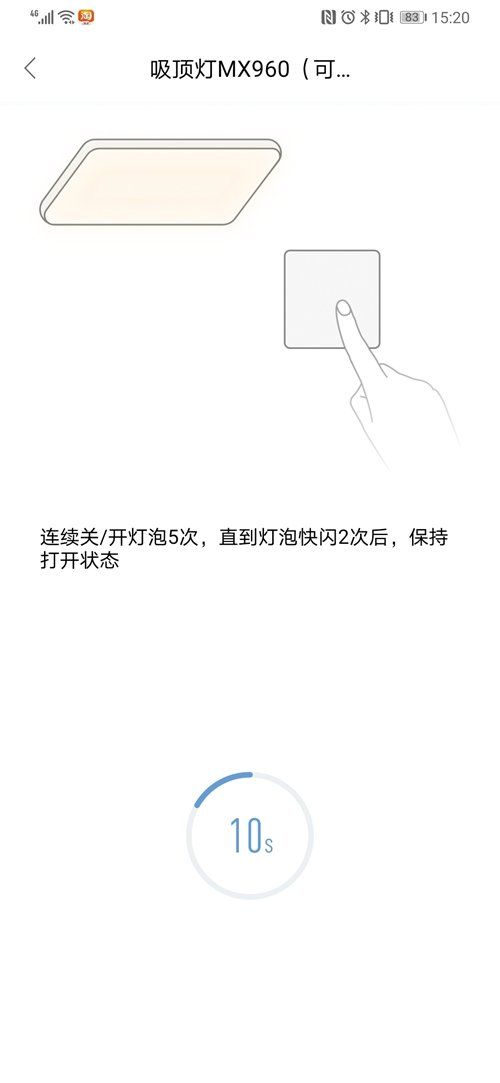 4G 淘 83 15:20
吸顶灯MX960（可...
连续关/开灯泡5次，直到灯泡快闪2次后，保持
打开状态
10s